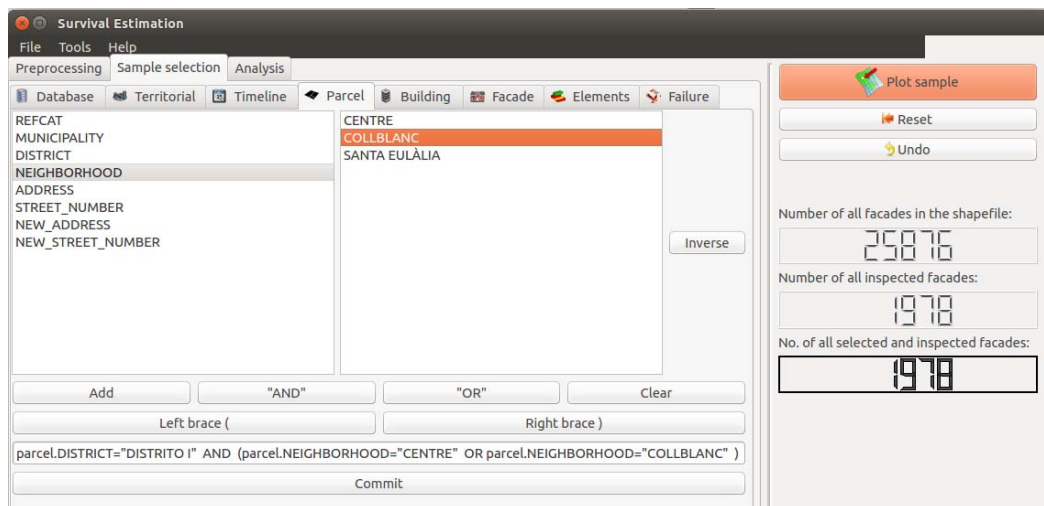 Survival Estimation
File Tools Help
Preprocessing Sample selection Analysis
Database Territorial Timeline Parcel Building Facade Elements Failure
REFCAT
MUNICIPALITY
DISTRICT
NEIGHBORHOOD
ADDRESS
STREET_NUMBER
NEW_ADDRESS
NEW_STREET_NUMBER
CENTRE
COLLBLANC
SANTA EULÀLIA
Inverse
Add "AND" "OR" Clear
Left brace ( Right brace )
parcel.DISTRICT="DISTRITO I" AND (parcel.NEIGHBORHOOD="CENTRE" OR parcel.NEIGHBORHOOD="COLLBLANC" )
Commit
Plot sample
Reset
Undo
Number of all facades in the shapefile:
25876
Number of all inspected facades:
1978
No. of all selected and inspected facades:
1978